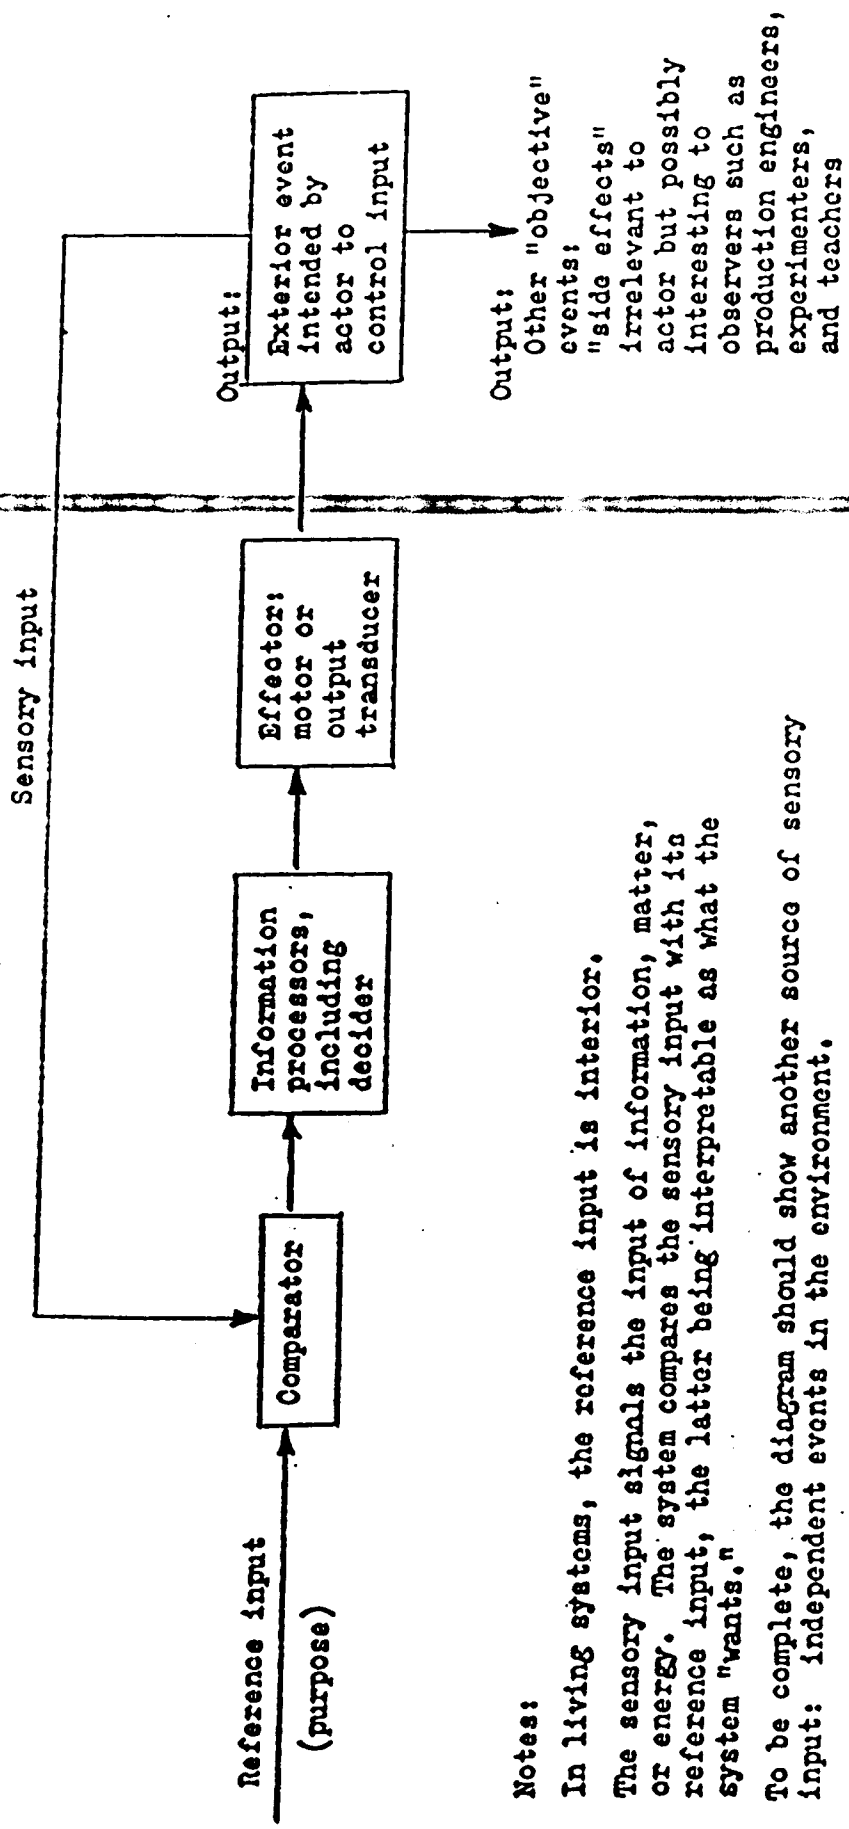 Sensory input
Reference input
(purpose)
Comparator
Information
processors,
including
decider
Effector:
motor or
output
transducer
Output:
Exterior event
intended by
actor to
control input
Output:
Other "objective"
events:
"side effects"
irrelevant to
actor but possibly
interesting to
observers such as
production engineers,
experimenters,
and teachers
Notes:
In living systems, the reference input is interior.
The sensory input signals the input of information, matter,
or energy. The system compares the sensory input with its
reference input, the latter being interpretable as what the
system "wants."
To be complete, the diagram should show another source of sensory
input: independent events in the environment.